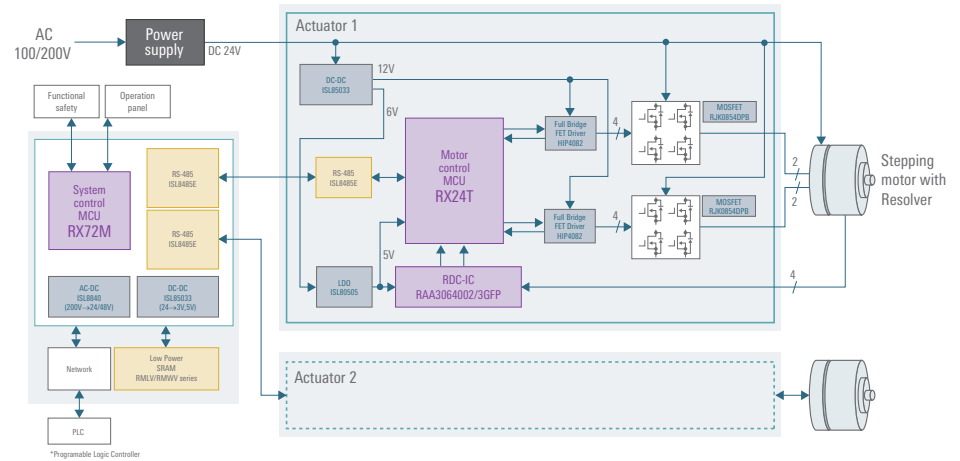 AC
100/200V
Power
supply
DC 24V
Actuator 1
DC-DC
ISL85033
12V
6V
Functional
safety
Operation
panel
System
control
MCU
RX72M
RS-485
ISL8485E
RS-485
ISL8485E
AC-DC
ISL8840
(200V→24/48V)
DC-DC
ISL85033
(24→3V,5V)
Network
Low Power
SRAM
RMLV/RMWV series
PLC
*Programable Logic Controller
RS-485
ISL8485E
Motor
control
MCU
RX24T
Full Bridge
FET Driver
HIP4082
4
MOSFET
RJK0854DPB
Full Bridge
FET Driver
HIP4082
4
MOSFET
RJK0854DPB
2
2
Stepping
motor with
Resolver
LDO
ISL80505
5V
RDC-IC
RAA3064002/3GFP
4
Actuator 2